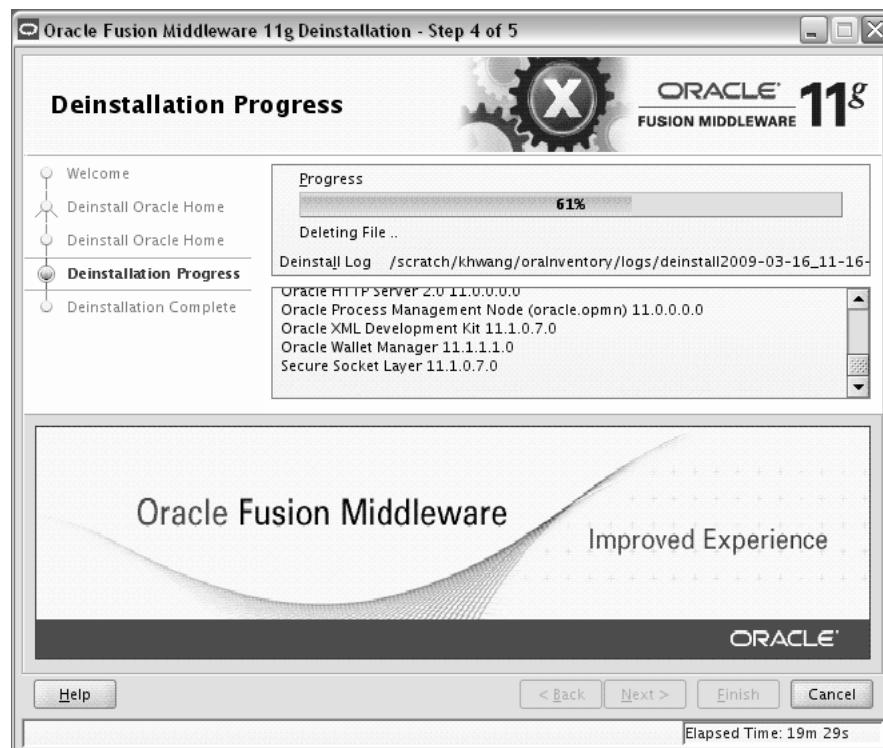 Oracle Fusion Middleware 11g Deinstallation - Step 4 of 5
Deinstallation Progress
X
ORACLE
FUSION MIDDLEWARE
11g
Welcome
Deinstall Oracle Home
Deinstall Oracle Home
Deinstallation Progress
Deinstallation Complete
Progress
61%
Deleting File ..
Deinstall Log /scratch/khwang/oraInventory/logs/deinstall2009-03-16_11-16-
Oracle HTTP Server 2.0 11.0.0.0.0
Oracle Process Management Node (oracle.opmn) 11.0.0.0.0
Oracle XML Development Kit 11.1.0.7.0
Oracle Wallet Manager 11.1.1.1.0
Secure Socket Layer 11.1.0.7.0
Oracle Fusion Middleware
Improved Experience
ORACLE
Help
< Back
Next >
Finish
Cancel
Elapsed Time: 19m 29s